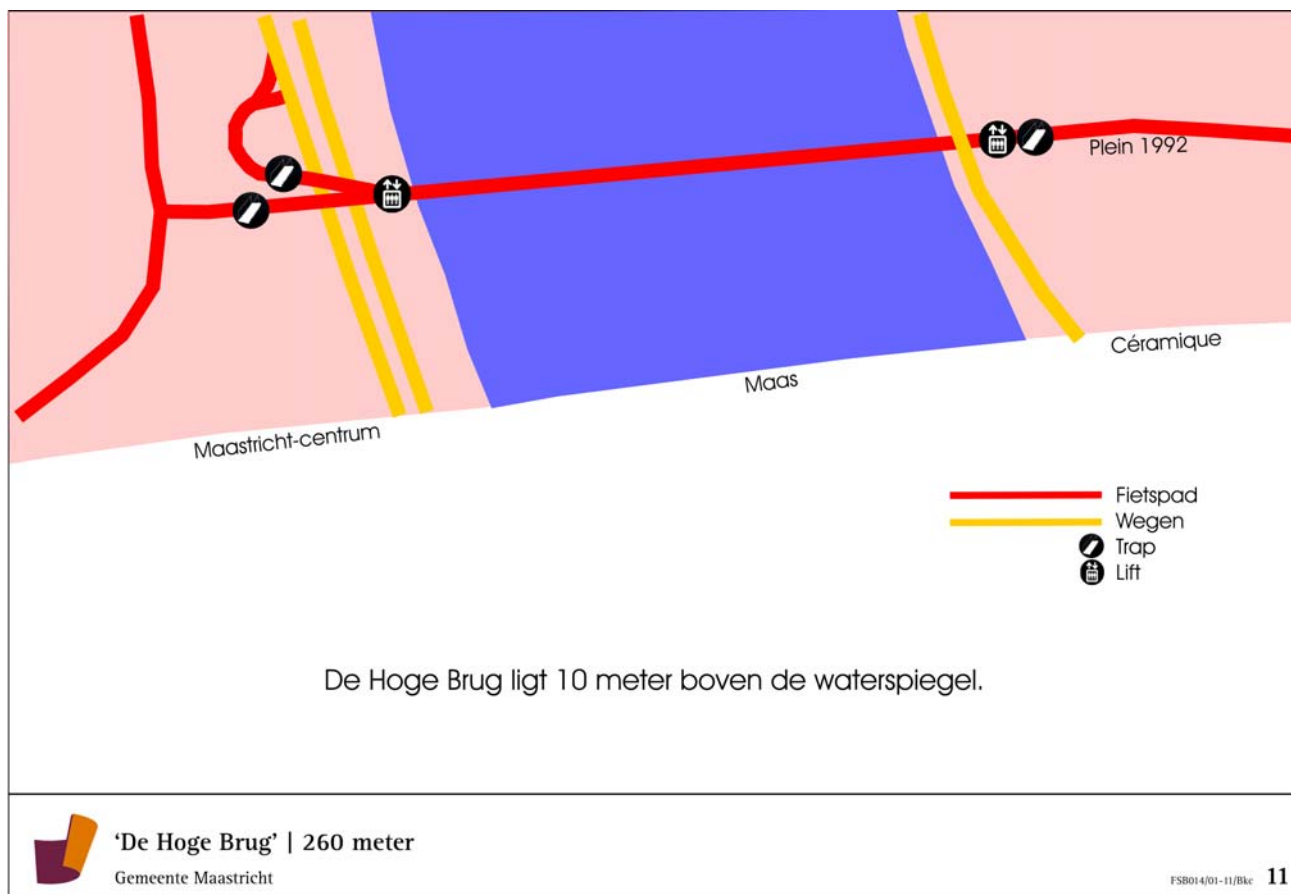 Plein 1992
Céramique
Maas
Maastricht-centrum
Fietspad
Wegen
Trap
Lift
De Hoge Brug ligt 10 meter boven de waterspiegel.
‘De Hoge Brug’ | 260 meter
Gemeente Maastricht
FSB014/01-11/Bkc 11